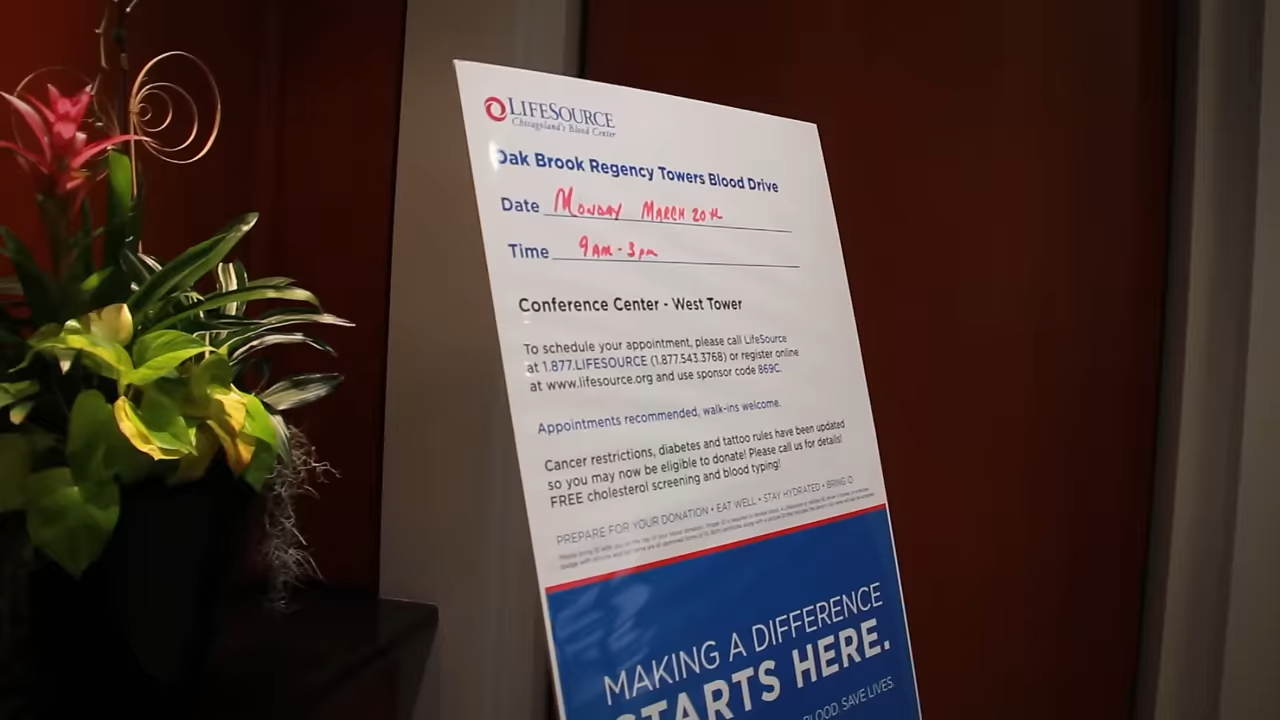 LIFESOURCE
Chicagoland's Blood Center
Oak Brook Regency Towers Blood Drive
Date Monday March 20th
Time 9am - 3pm
Conference Center - West Tower
To schedule your appointment, please call LifeSource
at 1.877.LIFESOURCE (1.877.543.3768) or register online
at www.lifesource.org and use sponsor code 869C.
Appointments recommended, walk-ins welcome.
Cancer restrictions, diabetes and tattoo rules have been updated
so you may now be eligible to donate! Please call us for details!
FREE cholesterol screening and blood typing!
PREPARE FOR YOUR DONATION • EAT WELL • STAY HYDRATED • BRING ID
MAKING A DIFFERENCE
STARTS HERE.
BLOOD. SAVE LIVES.